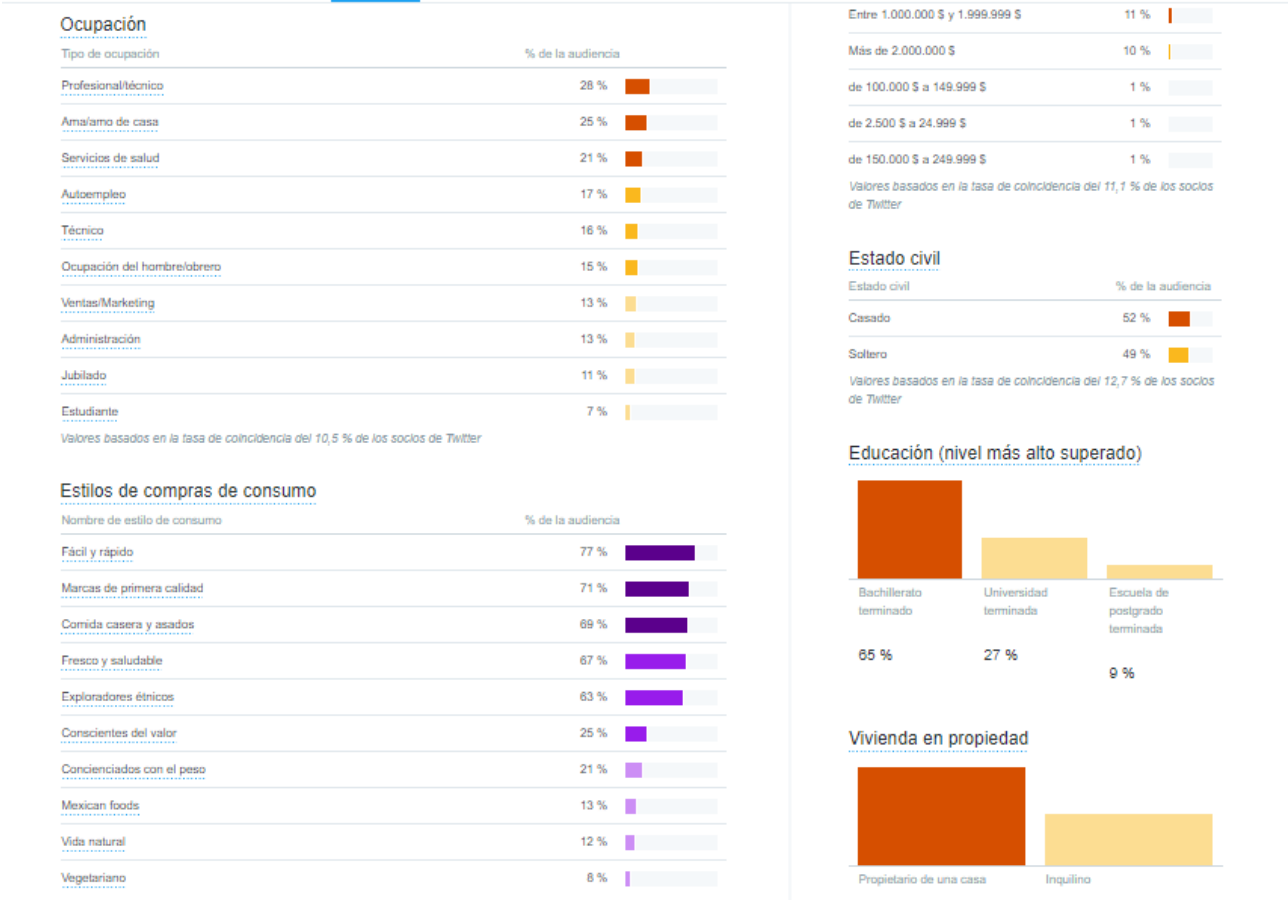 Ocupación
Tipo de ocupación % de la audiencia
Profesional/técnico 28 %
Ama/amo de casa 25 %
Servicios de salud 21 %
Autoempleo 17 %
Técnico 16 %
Ocupación del hombre/obrero 15 %
Ventas/Marketing 13 %
Administración 13 %
Jubilado 11 %
Estudiante 7 %
Valores basados en la tasa de coincidencia del 10,5 % de los socios de Twitter
Estilos de compras de consumo
Nombre de estilo de consumo % de la audiencia
Fácil y rápido 77 %
Marcas de primera calidad 71 %
Comida casera y asados 69 %
Fresco y saludable 67 %
Exploradores étnicos 63 %
Conscientes del valor 25 %
Concienciados con el peso 21 %
Mexican foods 13 %
Vida natural 12 %
Vegetariano 8 %
Entre 1.000.000 $ y 1.999.999 $ 11 %
Más de 2.000.000 $ 10 %
de 100.000 $ a 149.999 $ 1 %
de 2.500 $ a 24.999 $ 1 %
de 150.000 $ a 249.999 $ 1 %
Valores basados en la tasa de coincidencia del 11,1 % de los socios
de Twitter
Estado civil
Estado civil % de la audiencia
Casado 52 %
Soltero 49 %
Valores basados en la tasa de coincidencia del 12,7 % de los socios
de Twitter
Educación (nivel más alto superado)
Bachillerato Universidad Escuela de
terminado terminada postgrado
terminada
65 % 27 %
9 %
Vivienda en propiedad
Propietario de una casa Inquilino